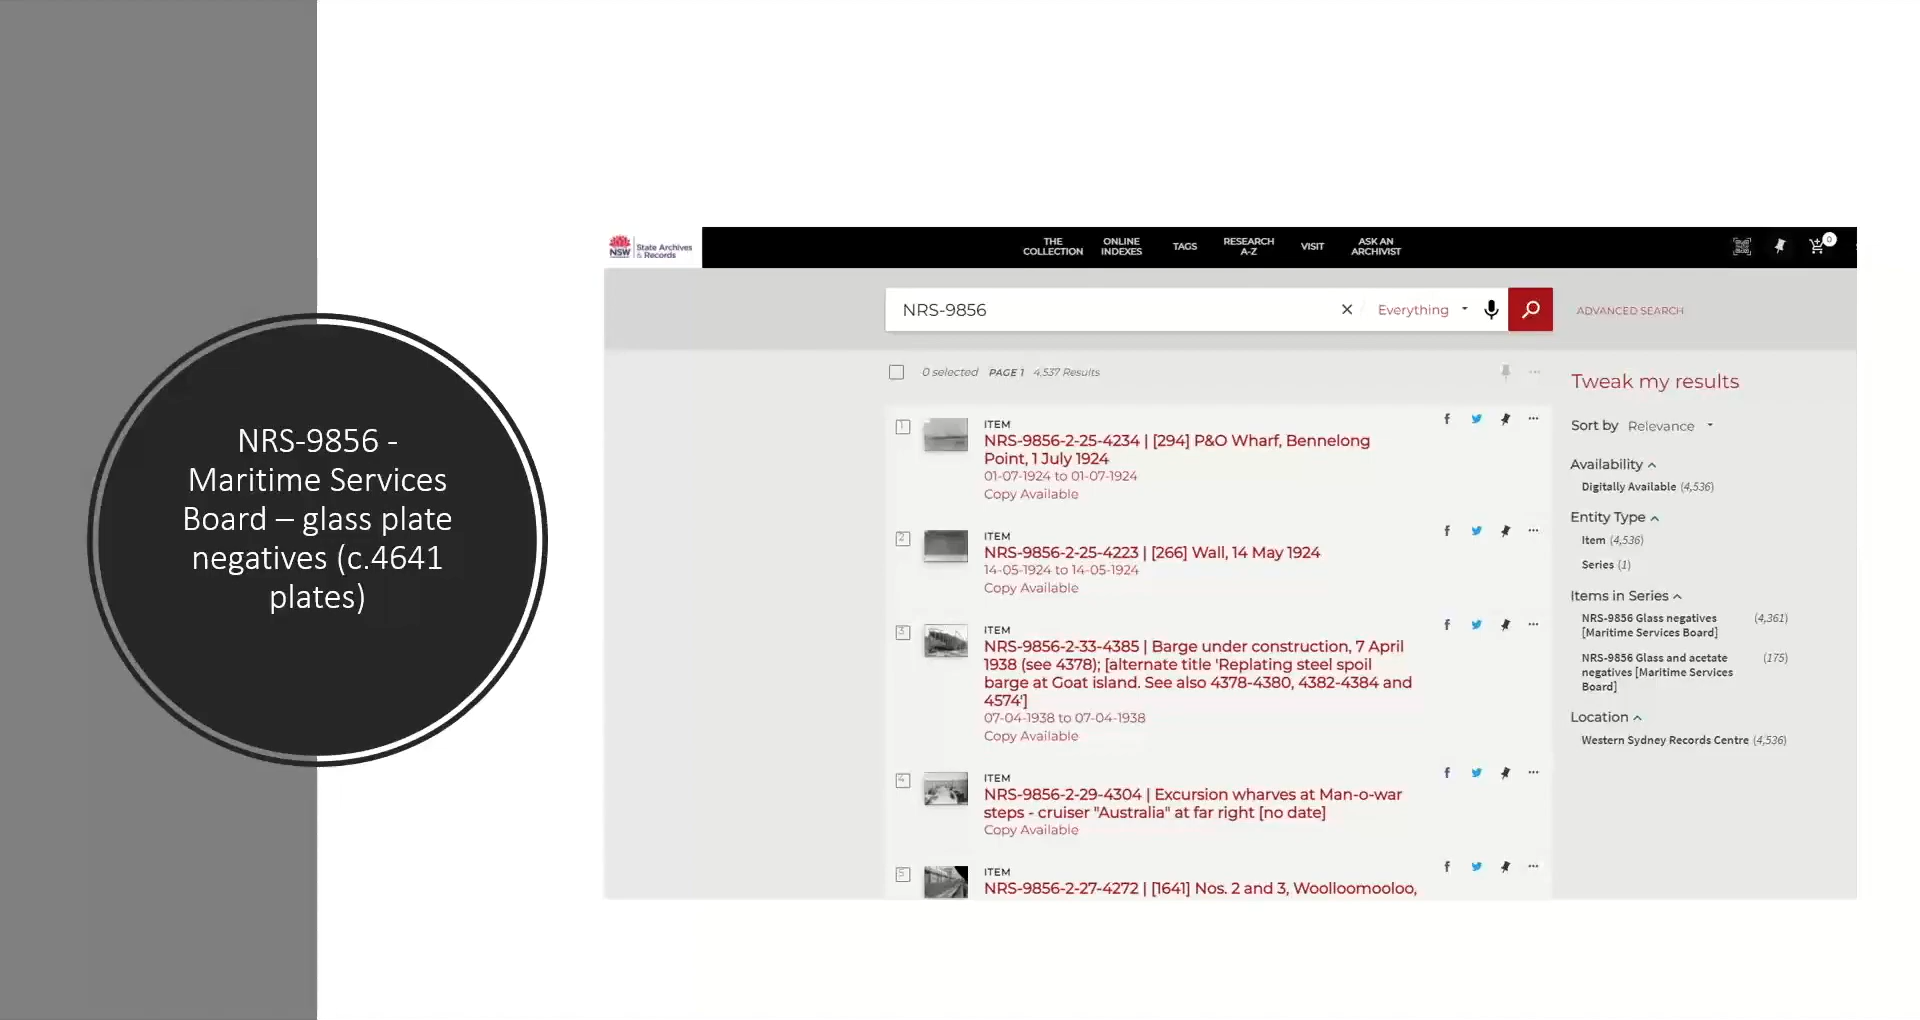 NRS-9856 -
Maritime Services
Board – glass plate
negatives (c.4641
plates)
NSW
State Archives
& Records
THE
COLLECTION
ONLINE
INDEXES
TAGS
RESEARCH
A-Z
VISIT
ASK AN
ARCHIVIST
0
NRS-9856
Everything
ADVANCED SEARCH
0 selected PAGE 1 4,537 Results
1
ITEM
NRS-9856-2-25-4234 | [294] P&O Wharf, Bennelong
Point, 1 July 1924
01-07-1924 to 01-07-1924
Copy Available
2
ITEM
NRS-9856-2-25-4223 | [266] Wall, 14 May 1924
14-05-1924 to 14-05-1924
Copy Available
3
ITEM
NRS-9856-2-33-4385 | Barge under construction, 7 April
1938 (see 4378); [alternate title 'Replating steel spoil
barge at Goat island. See also 4378-4380, 4382-4384 and
4574']
07-04-1938 to 07-04-1938
Copy Available
4
ITEM
NRS-9856-2-29-4304 | Excursion wharves at Man-o-war
steps - cruiser "Australia" at far right [no date]
Copy Available
5
ITEM
NRS-9856-2-27-4272 | [1641] Nos. 2 and 3, Woolloomooloo,
Tweak my results
Sort by Relevance
Availability
Digitally Available (4,536)
Entity Type
Item (4,536)
Series (1)
Items in Series
NRS-9856 Glass negatives (4,361)
[Maritime Services Board]
NRS-9856 Glass and acetate (175)
negatives [Maritime Services
Board]
Location
Western Sydney Records Centre (4,536)